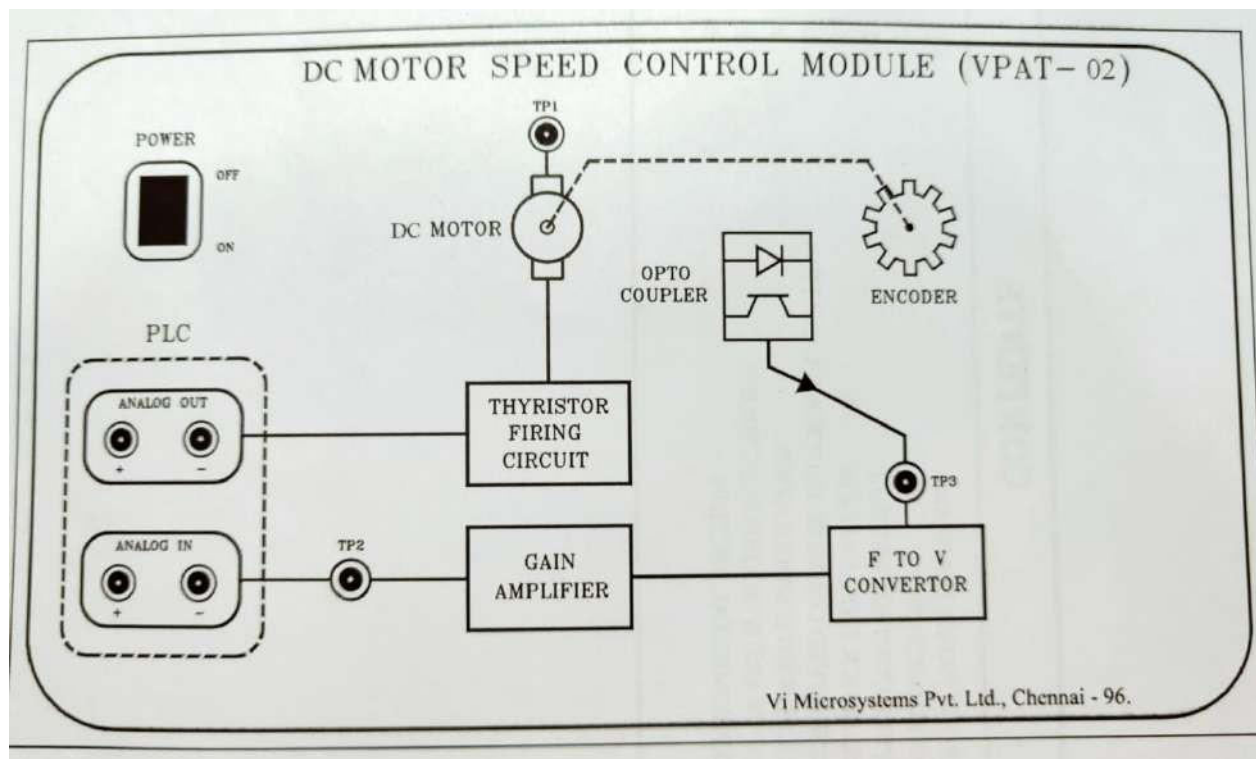 DC MOTOR SPEED CONTROL MODULE (VPAT- 02)
TP1
POWER
OFF
ON
DC MOTOR
OPTO
COUPLER
ENCODER
PLC
ANALOG OUT
+ −
THYRISTOR
FIRING
CIRCUIT
TP3
ANALOG IN
+ −
TP2
GAIN
AMPLIFIER
F TO V
CONVERTOR
Vi Microsystems Pvt. Ltd., Chennai - 96.